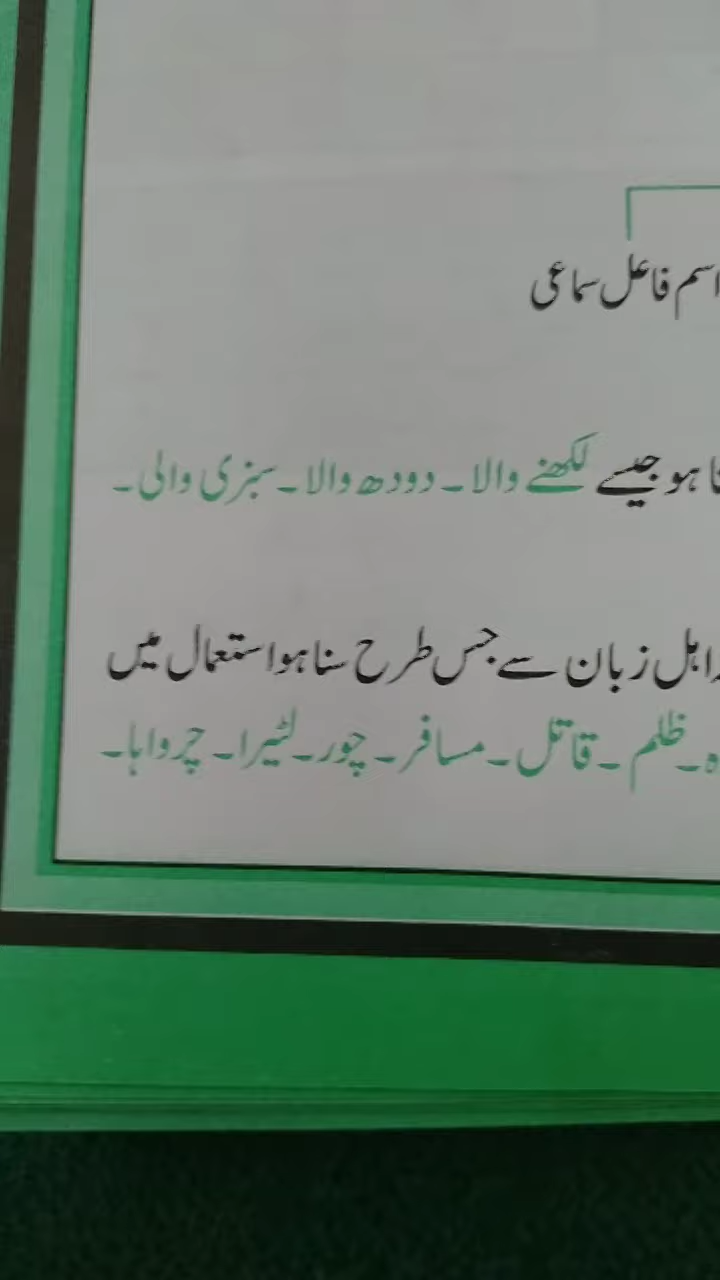 اسم فاعل سماعی
ہو جیسے لکھنے والا۔ دودھ والا۔ سبزی والی۔
اہل زبان سے جس طرح سنا ہو استعمال میں
ظلم۔ قاتل۔ مسافر۔ چور۔ لٹیرا۔ چرواہا۔